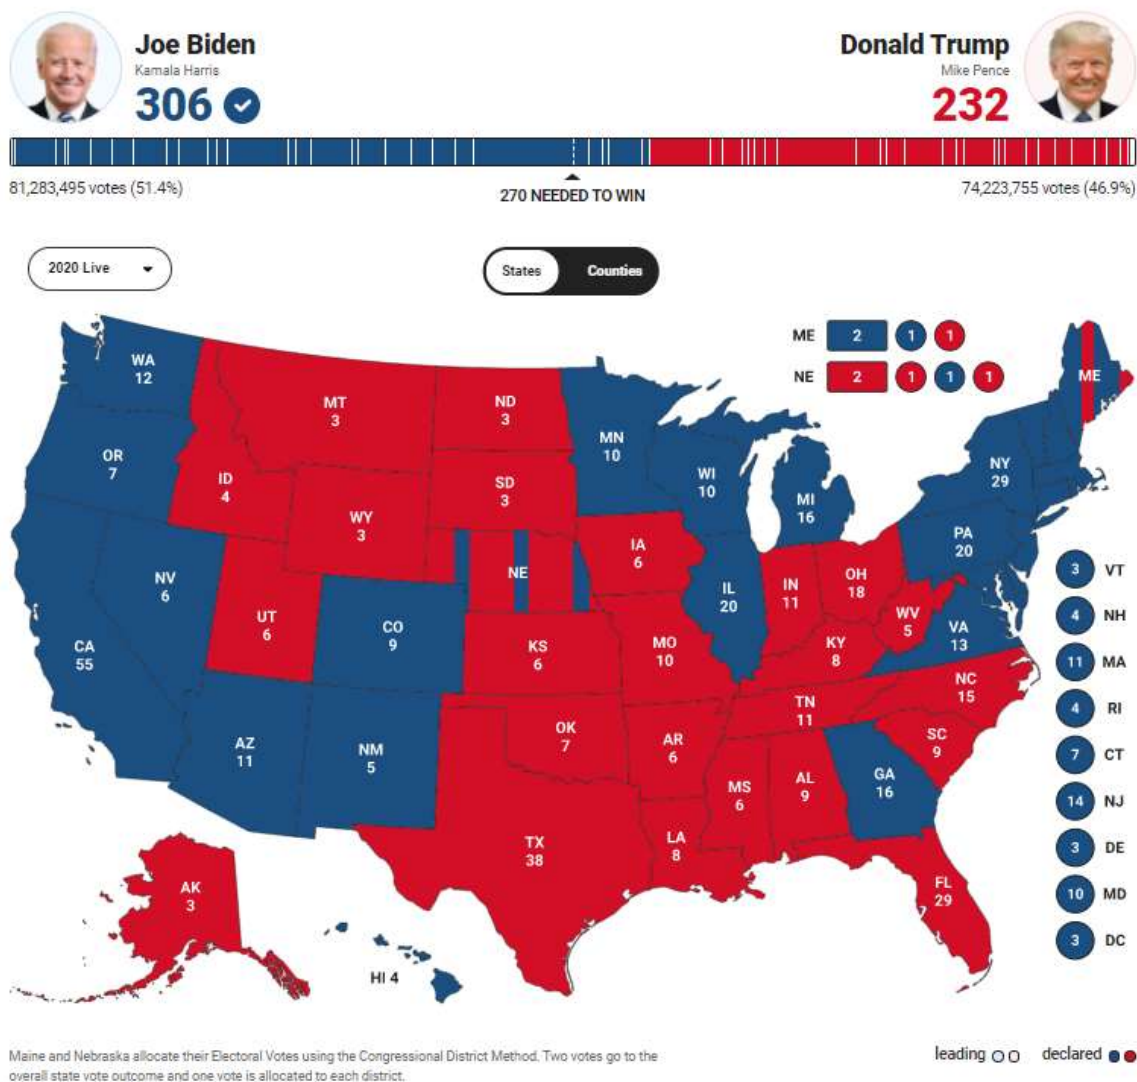 Joe Biden
Kamala Harris
306
Donald Trump
Mike Pence
232
81,283,495 votes (51.4%)
270 NEEDED TO WIN
74,223,755 votes (46.9%)
2020 Live
States
Counties
ME 2 1 1
NE 2 1 1 1
WA
12
OR
7
CA
55
NV
6
ID
4
MT
3
WY
3
UT
6
AZ
11
CO
9
NM
5
ND
3
SD
3
NE
KS
6
OK
7
TX
38
MN
10
IA
6
MO
10
AR
6
LA
8
WI
10
IL
20
MI
16
IN
11
OH
18
KY
8
TN
11
MS
6
AL
9
GA
16
FL
29
SC
9
NC
15
VA
13
WV
5
PA
20
NY
29
ME
AK
3
HI 4
3 VT
4 NH
11 MA
4 RI
7 CT
14 NJ
3 DE
10 MD
3 DC
Maine and Nebraska allocate their Electoral Votes using the Congressional District Method. Two votes go to the
overall state vote outcome and one vote is allocated to each district.
leading
declared